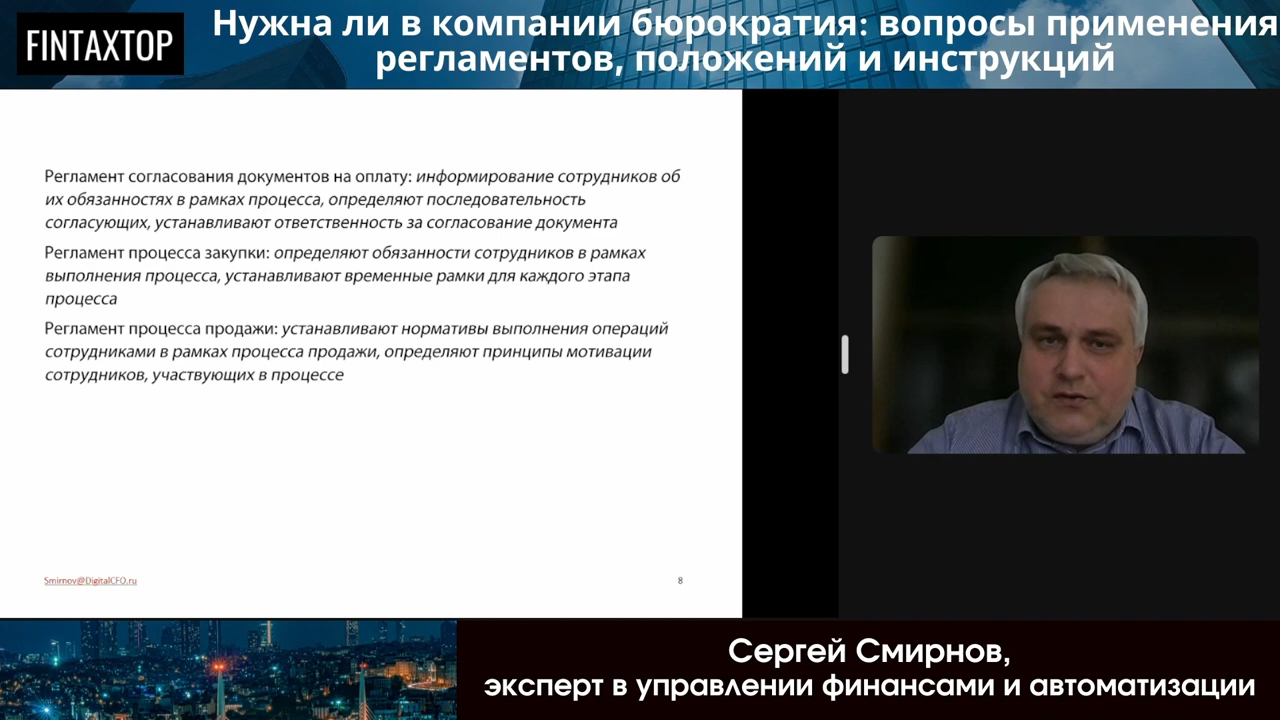 FINTAXTOP
Нужна ли в компании бюрократия: вопросы применения
регламентов, положений и инструкций
Регламент согласования документов на оплату: информирование сотрудников об
их обязанностях в рамках процесса, определяют последовательность
согласующих, устанавливают ответственность за согласование документа
Регламент процесса закупки: определяют обязанности сотрудников в рамках
выполнения процесса, устанавливают временные рамки для каждого этапа
процесса
Регламент процесса продажи: устанавливают нормативы выполнения операций
сотрудниками в рамках процесса продажи, определяют принципы мотивации
сотрудников, участвующих в процессе
Smirnov@DigitalCFO.ru
8
Сергей Смирнов,
эксперт в управлении финансами и автоматизации